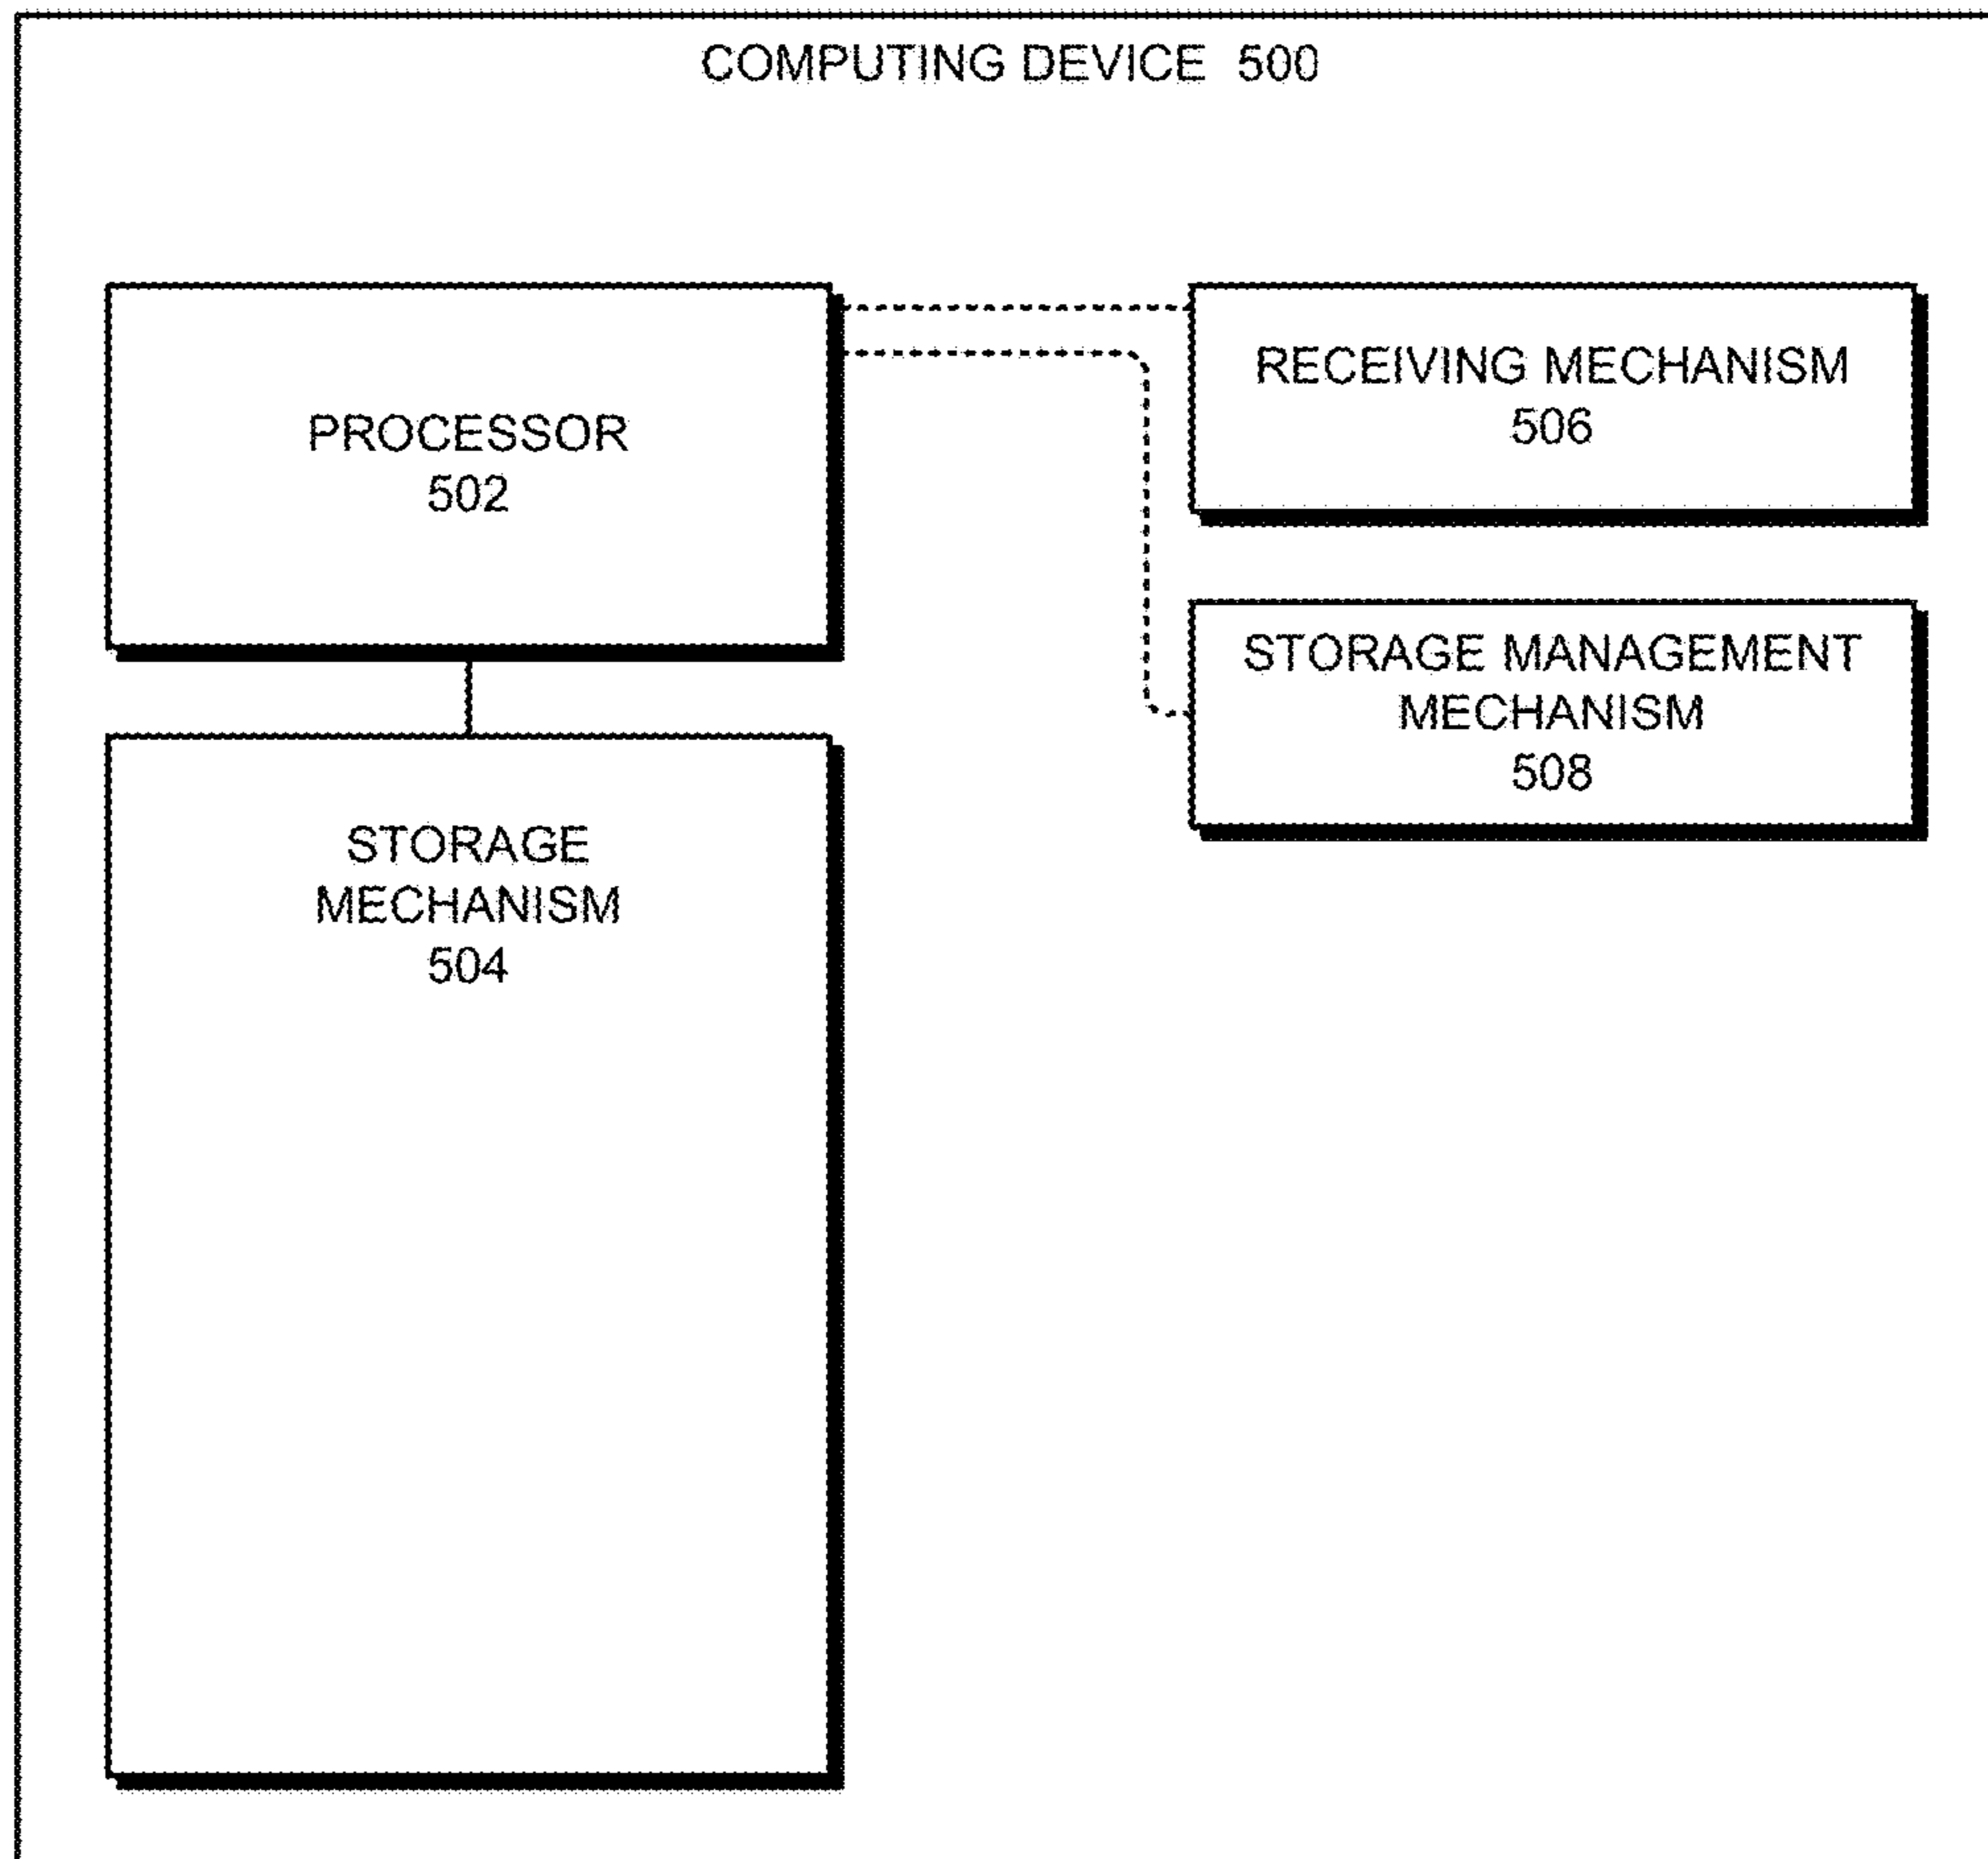 COMPUTING DEVICE 500
PROCESSOR
502
RECEIVING MECHANISM
506
STORAGE MANAGEMENT
MECHANISM
508
STORAGE
MECHANISM
504